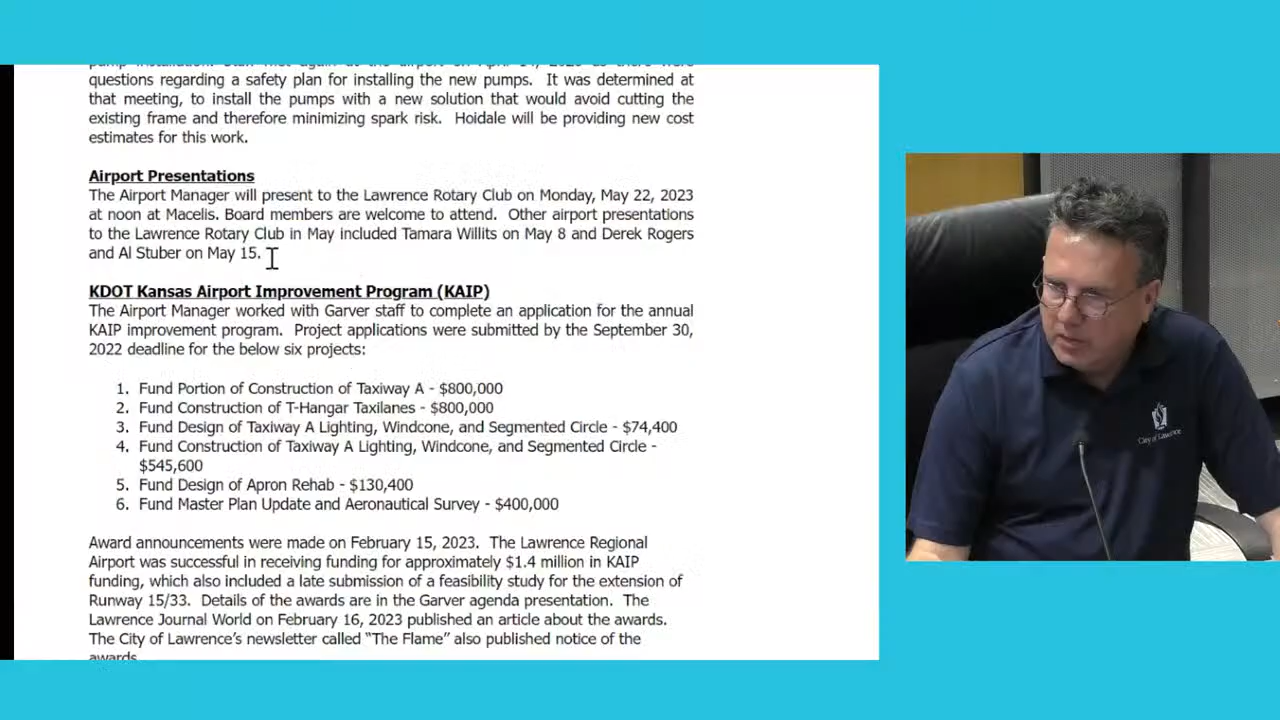 questions regarding a safety plan for installing the new pumps. It was determined at
that meeting, to install the pumps with a new solution that would avoid cutting the
existing frame and therefore minimizing spark risk. Hoidale will be providing new cost
estimates for this work.
Airport Presentations
The Airport Manager will present to the Lawrence Rotary Club on Monday, May 22, 2023
at noon at Macelis. Board members are welcome to attend. Other airport presentations
to the Lawrence Rotary Club in May included Tamara Willits on May 8 and Derek Rogers
and Al Stuber on May 15.
KDOT Kansas Airport Improvement Program (KAIP)
The Airport Manager worked with Garver staff to complete an application for the annual
KAIP improvement program. Project applications were submitted by the September 30,
2022 deadline for the below six projects:
1. Fund Portion of Construction of Taxiway A - $800,000
2. Fund Construction of T-Hangar Taxilanes - $800,000
3. Fund Design of Taxiway A Lighting, Windcone, and Segmented Circle - $74,400
4. Fund Construction of Taxiway A Lighting, Windcone, and Segmented Circle -
$545,600
5. Fund Design of Apron Rehab - $130,400
6. Fund Master Plan Update and Aeronautical Survey - $400,000
Award announcements were made on February 15, 2023. The Lawrence Regional
Airport was successful in receiving funding for approximately $1.4 million in KAIP
funding, which also included a late submission of a feasibility study for the extension of
Runway 15/33. Details of the awards are in the Garver agenda presentation. The
Lawrence Journal World on February 16, 2023 published an article about the awards.
The City of Lawrence's newsletter called "The Flame" also published notice of the
awards
City of Lawrence